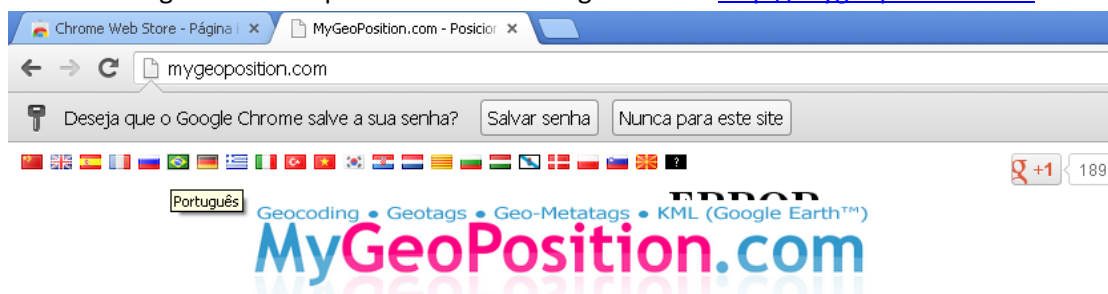 Chrome Web Store - Página i
MyGeoPosition.com - Posicior
mygeoposition.com
Deseja que o Google Chrome salve a sua senha? Salvar senha Nunca para este site
+1 189
Português
Geocoding • Geotags • Geo-Metatags • KML (Google Earth™)
MyGeoPosition.com